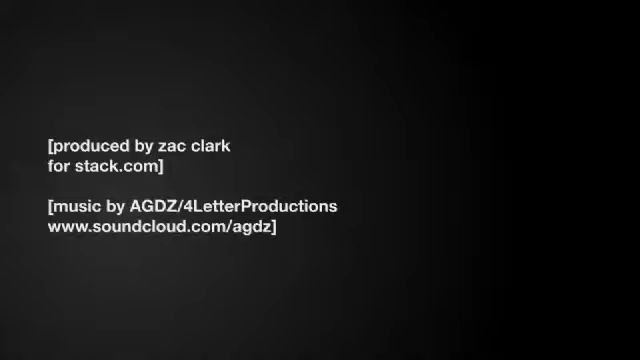 [produced by zac clark
for stack.com]
[music by AGDZ/4LetterProductions
www.soundcloud.com/agdz]